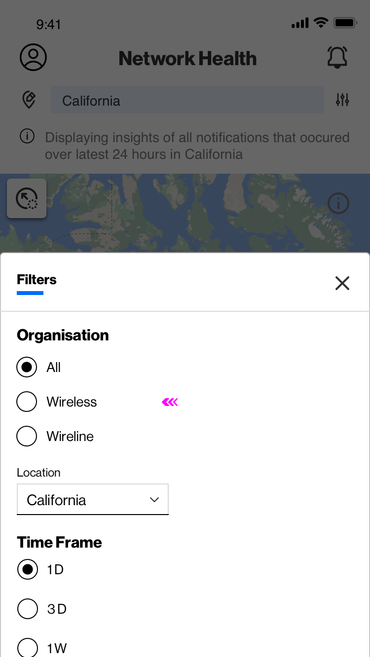 9:41
Network Health
California
Displaying insights of all notifications that oocured
over latest 24 hours in California
Filters
Organisation
All
Wireless
Wireline
Location
California
Time Frame
1D
3D
1W